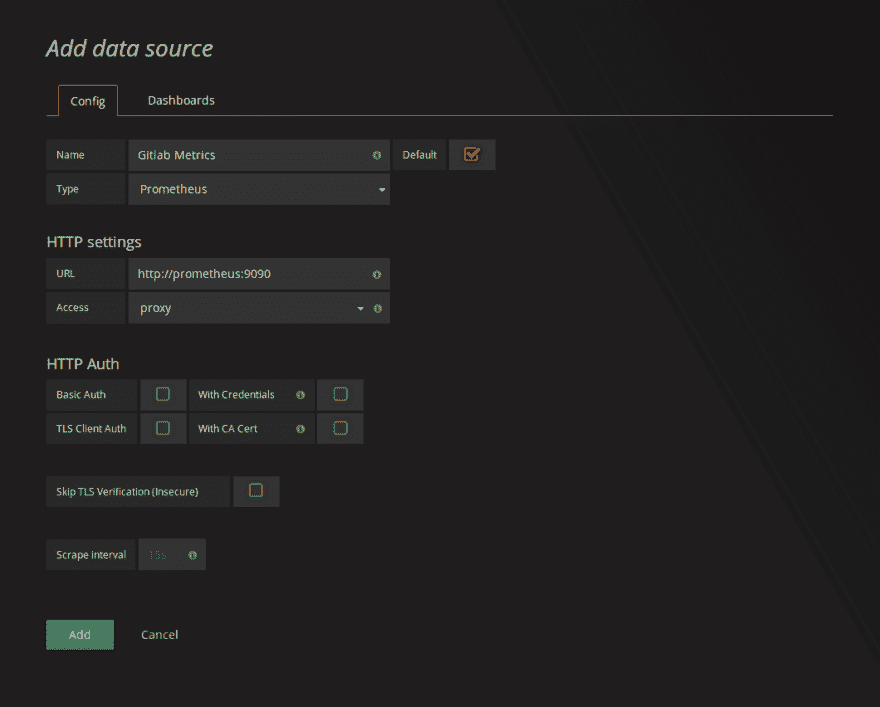 Add data source
Config Dashboards
Name Gitlab Metrics Default
Type Prometheus
HTTP settings
URL http://prometheus:9090
Access proxy
HTTP Auth
Basic Auth With Credentials
TLS Client Auth With CA Cert
Skip TLS Verification (Insecure)
Scrape interval 15s
Add Cancel